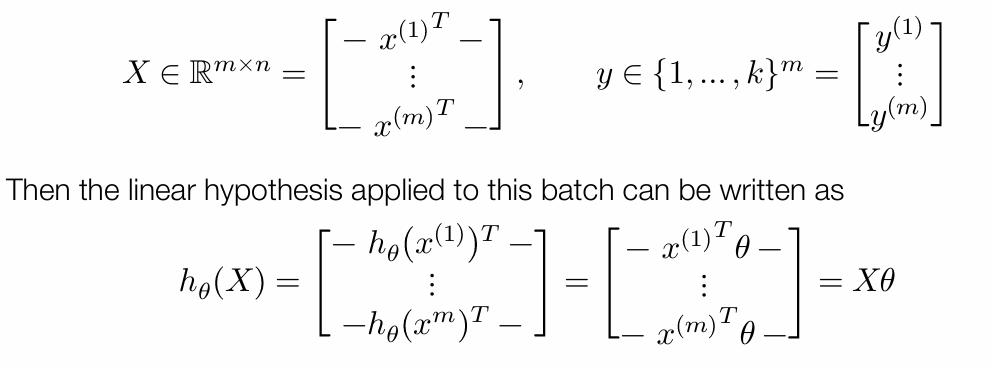 X ∈ ℝ^{m×n} = [ − x^{(1)^T} − ⋮ − x^{(m)^T} − ] , y ∈ {1, … , k}^m = [ y^{(1)} ⋮ y^{(m)} ]
Then the linear hypothesis applied to this batch can be written as
h_θ(X) = [ − h_θ(x^{(1)})^T − ⋮ −h_θ(x^m)^T − ] = [ − x^{(1)^T} θ − ⋮ − x^{(m)^T} θ − ] = Xθ